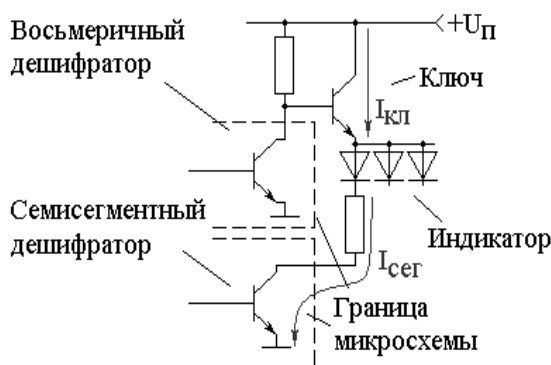 Восьмеричный
дешифратор
+Uп
Ключ
Iкл
Семисегментный
дешифратор
Индикатор
Iсег
Граница
микросхемы